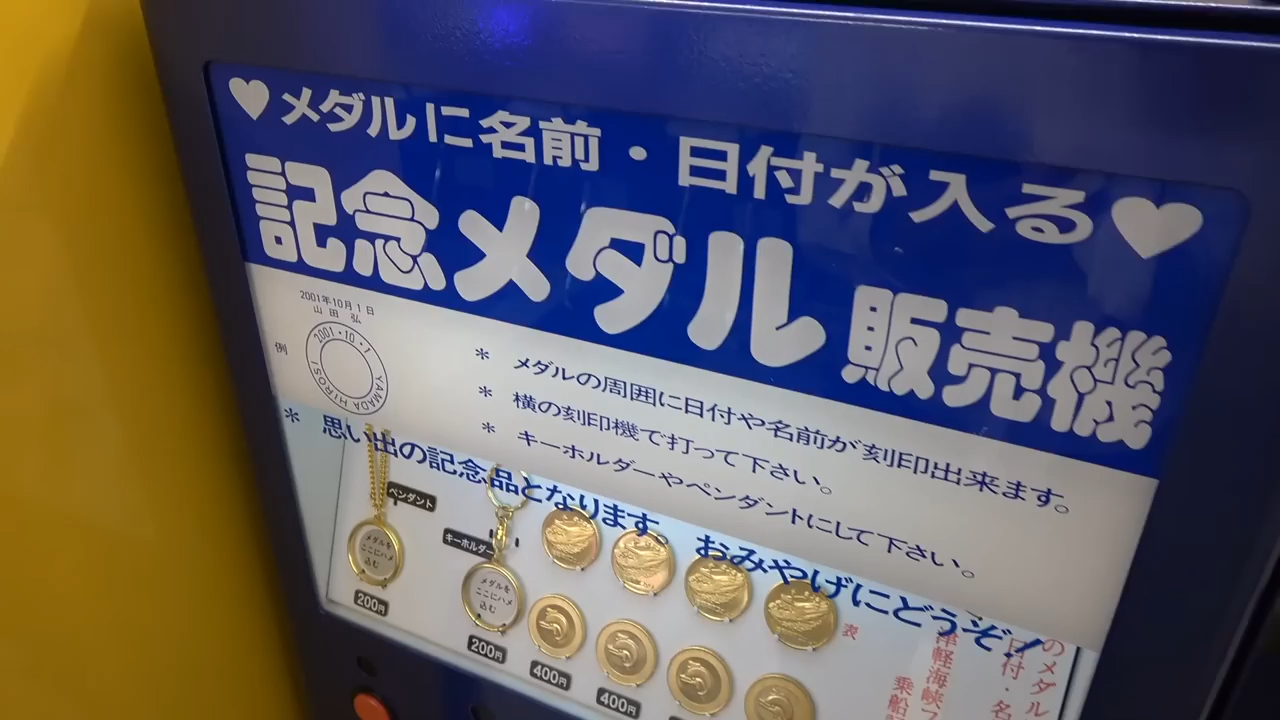 ♥メダルに名前・日付が入る♥
記念メダル販売機
2001年10月1日
山田 弘
例
2001・10・1
YAMADA HIROSI
* メダルの周囲に日付や名前が刻印出来ます。
* 横の刻印機で打って下さい。
* キーホルダーやペンダントにして下さい。
* 思い出の記念品となります。 おみやげにどうぞ!
ペンダント
キーホルダー
メダルを
ここにハメ
込む
200円
メダルを
ここにハメ
込む
200円
400円
400円
表
のメダル
日付・名
津軽海峡フ
乗船